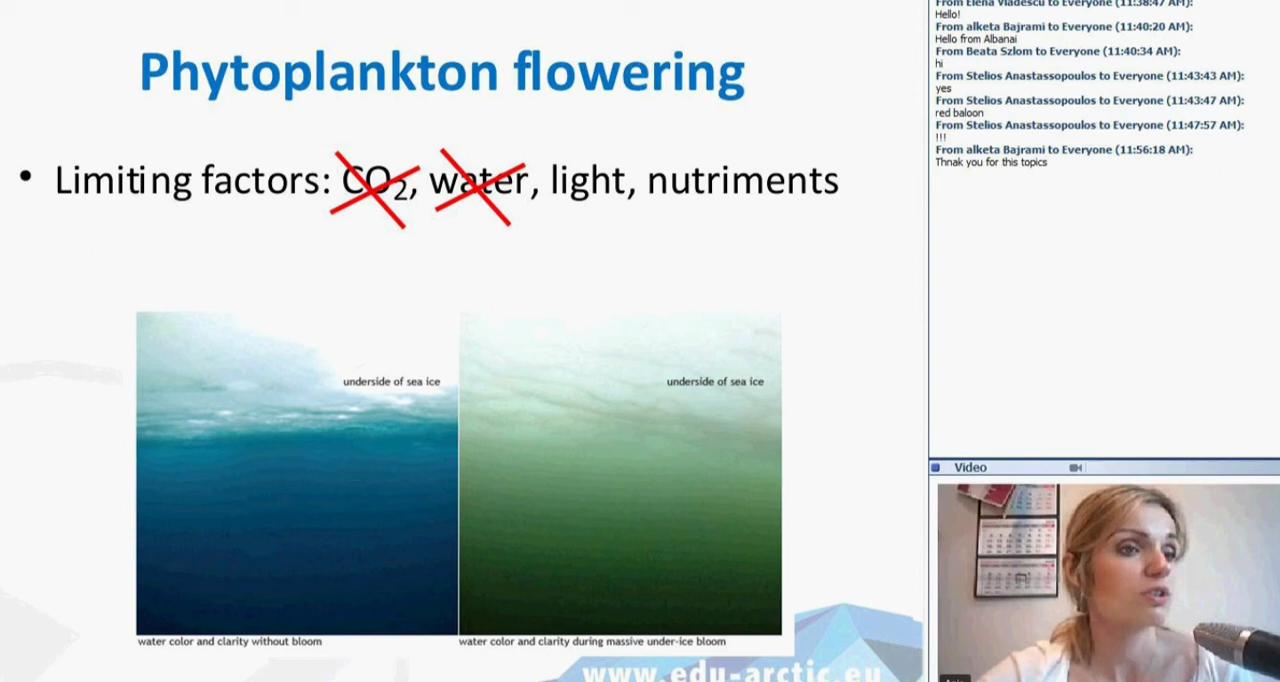 Phytoplankton flowering
• Limiting factors: CO₂, water, light, nutriments
underside of sea ice
underside of sea ice
water color and clarity without bloom
water color and clarity during massive under-ice bloom
www.edu-arctic.eu
From Elena Vladescu to Everyone (11:38:47 AM):
Hello!
From alketa Bajrami to Everyone (11:40:20 AM):
Hello from Albanai
From Beata Szlom to Everyone (11:40:34 AM):
hi
From Stelios Anastassopoulos to Everyone (11:43:43 AM):
yes
From Stelios Anastassopoulos to Everyone (11:43:47 AM):
red baloon
From Stelios Anastassopoulos to Everyone (11:47:57 AM):
!!!
From alketa Bajrami to Everyone (11:56:18 AM):
Thnak you for this topics
Video